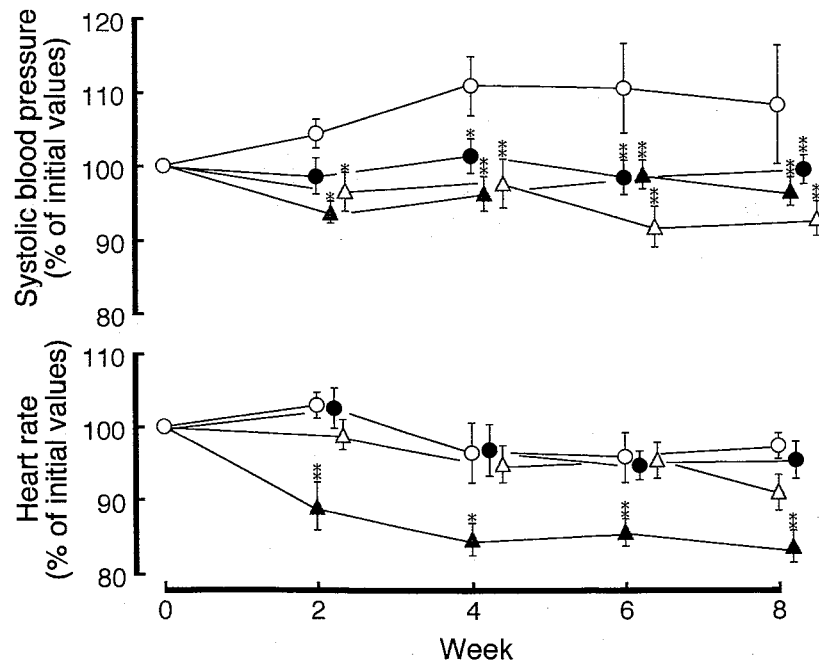 Systolic blood pressure
(% of initial values)
120
110
100
90
80
* * * ** ** ** ** ** ** ** **
Heart rate
(% of initial values)
110
100
90
80
** * ** **
0 2 4 6 8
Week